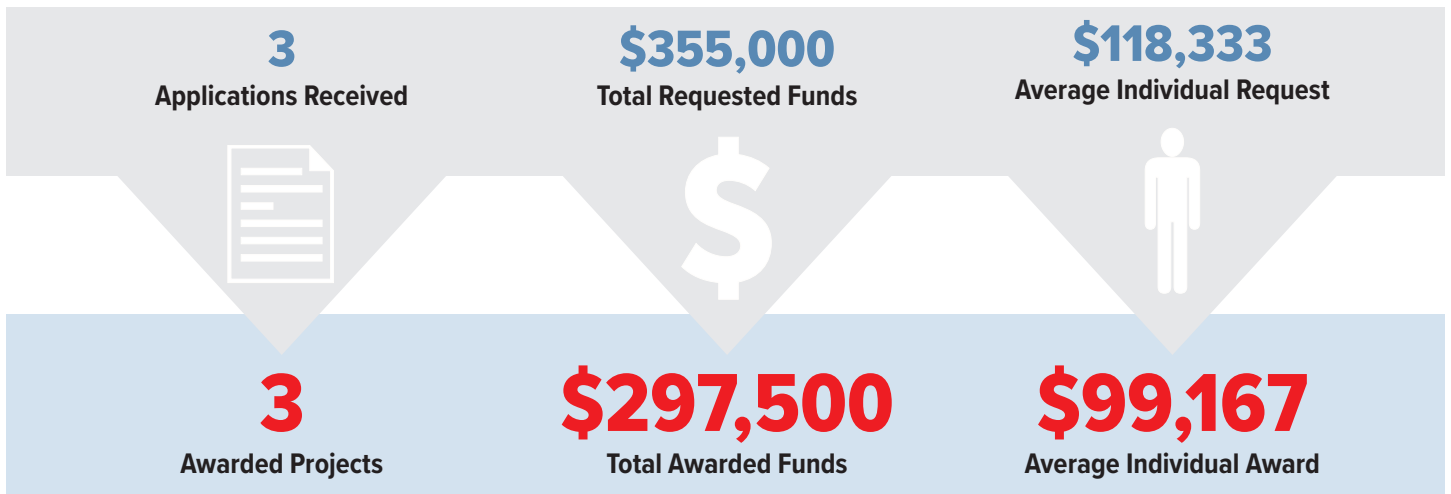 3
Applications Received
$355,000
Total Requested Funds
$118,333
Average Individual Request
$
3
Awarded Projects
$297,500
Total Awarded Funds
$99,167
Average Individual Award